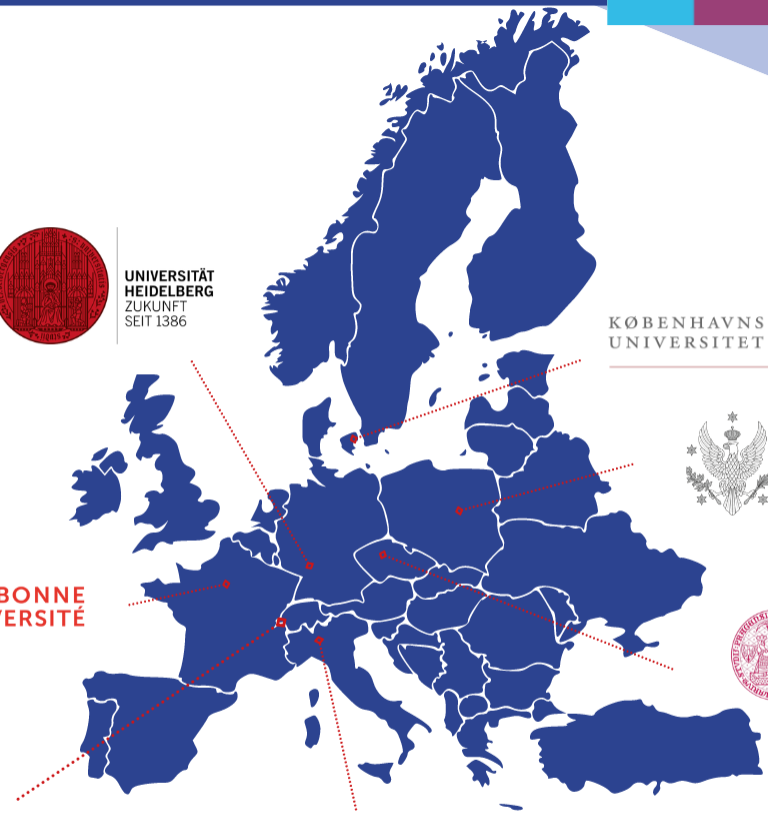 UNIVERSITÄT
HEIDELBERG
ZUKUNFT
SEIT 1386
KØBENHAVNS
UNIVERSITET
BONNE
VERSITÉ